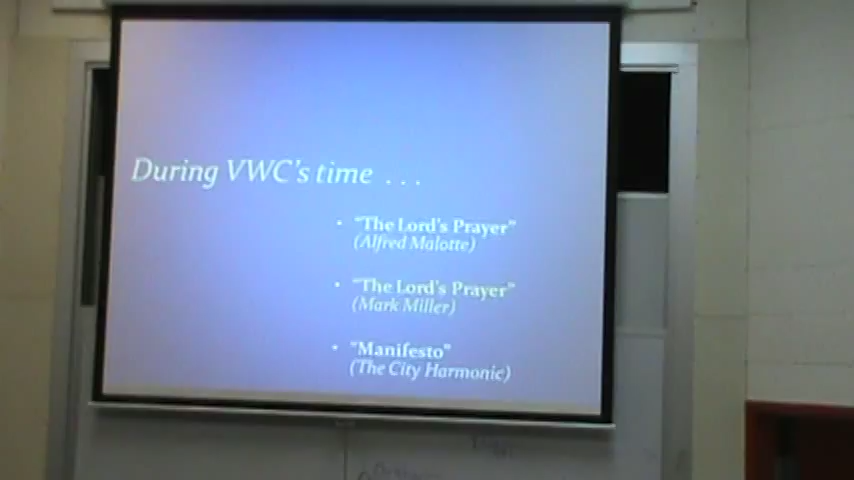 During VWC's time . . .
• "The Lord's Prayer"
(Alfred Malotte)
• "The Lord's Prayer"
(Mark Miller)
• "Manifesto"
(The City Harmonic)